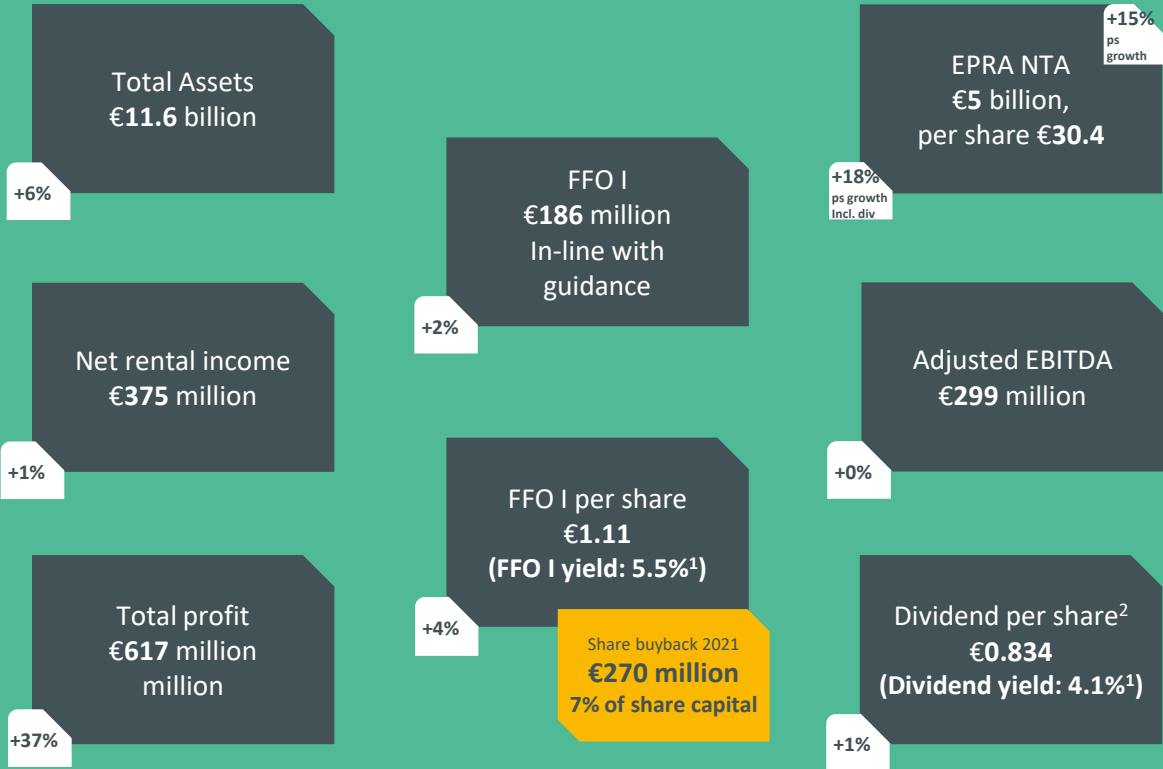 Total Assets
€11.6 billion
+6%
Net rental income
€375 million
+1%
Total profit
€617 million
million
+37%
FFO I
€186 million
In-line with
guidance
+2%
FFO I per share
€1.11
(FFO I yield: 5.5%¹)
+4%
Share buyback 2021
€270 million
7% of share capital
+15%
ps
growth
EPRA NTA
€5 billion,
per share €30.4
+18%
ps growth
Incl. div
Adjusted EBITDA
€299 million
+0%
Dividend per share²
€0.834
(Dividend yield: 4.1%¹)
+1%